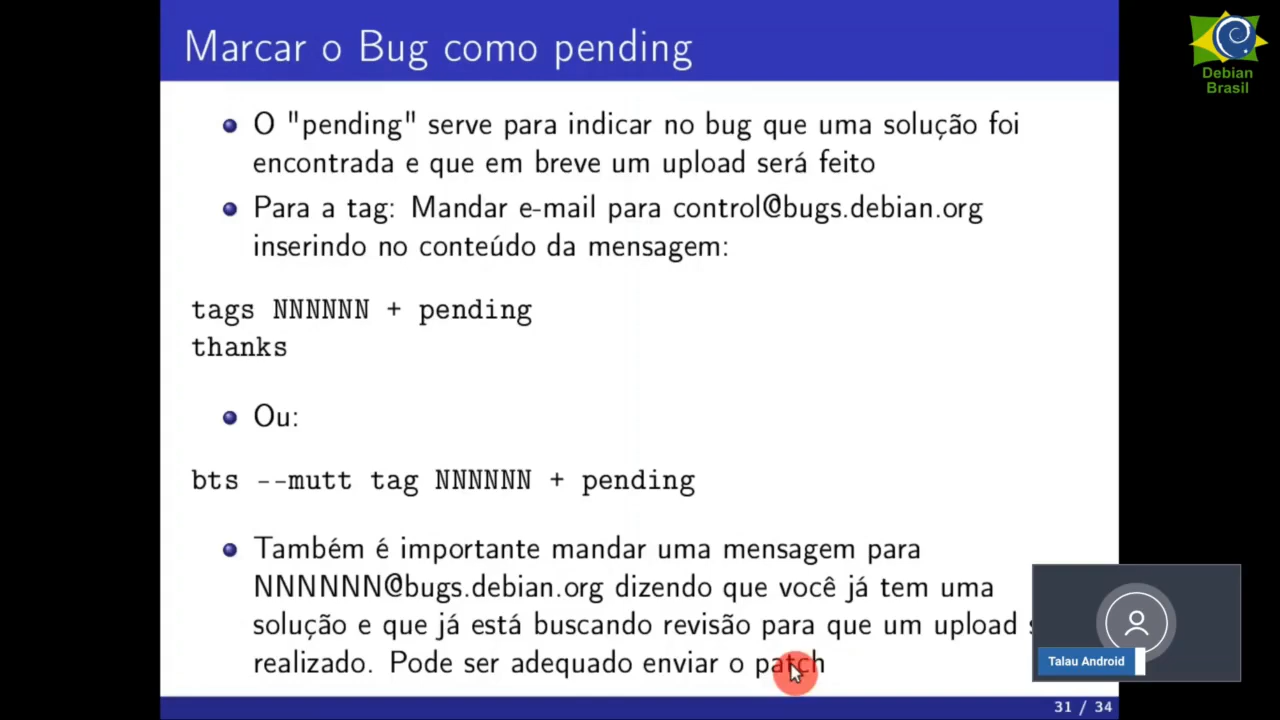 Marcar o Bug como pending
Debian
Brasil
O "pending" serve para indicar no bug que uma solução foi
encontrada e que em breve um upload será feito
Para a tag: Mandar e-mail para control@bugs.debian.org
inserindo no conteúdo da mensagem:
tags NNNNNN + pending
thanks
Ou:
bts --mutt tag NNNNNN + pending
Também é importante mandar uma mensagem para
NNNNNN@bugs.debian.org dizendo que você já tem uma
solução e que já está buscando revisão para que um upload
realizado. Pode ser adequado enviar o patch
Talau Android
31 / 34